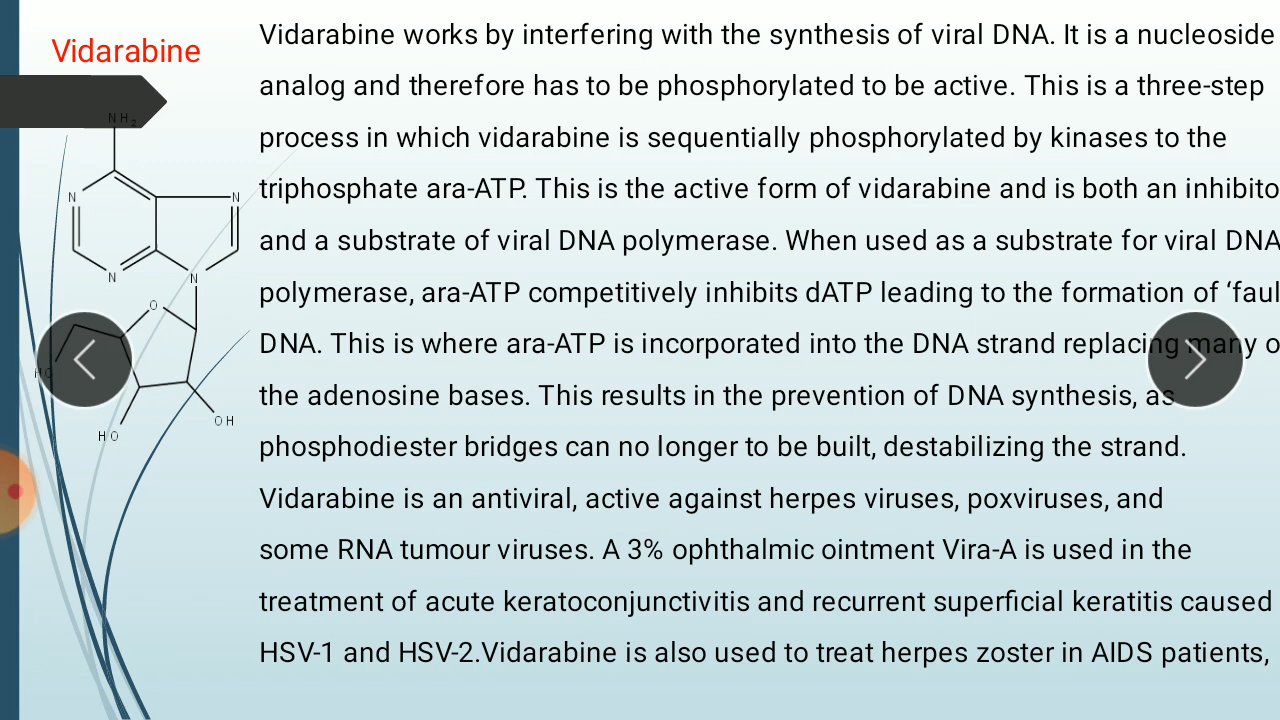 Vidarabine
Vidarabine works by interfering with the synthesis of viral DNA. It is a nucleoside
analog and therefore has to be phosphorylated to be active. This is a three-step
process in which vidarabine is sequentially phosphorylated by kinases to the
triphosphate ara-ATP. This is the active form of vidarabine and is both an inhibito
and a substrate of viral DNA polymerase. When used as a substrate for viral DNA
polymerase, ara-ATP competitively inhibits dATP leading to the formation of ‘faul
DNA. This is where ara-ATP is incorporated into the DNA strand replacing many o
the adenosine bases. This results in the prevention of DNA synthesis, as
phosphodiester bridges can no longer to be built, destabilizing the strand.
Vidarabine is an antiviral, active against herpes viruses, poxviruses, and
some RNA tumour viruses. A 3% ophthalmic ointment Vira-A is used in the
treatment of acute keratoconjunctivitis and recurrent superficial keratitis caused
HSV-1 and HSV-2.Vidarabine is also used to treat herpes zoster in AIDS patients,
NH2
N
N
N
N
O
HO
OH
HO